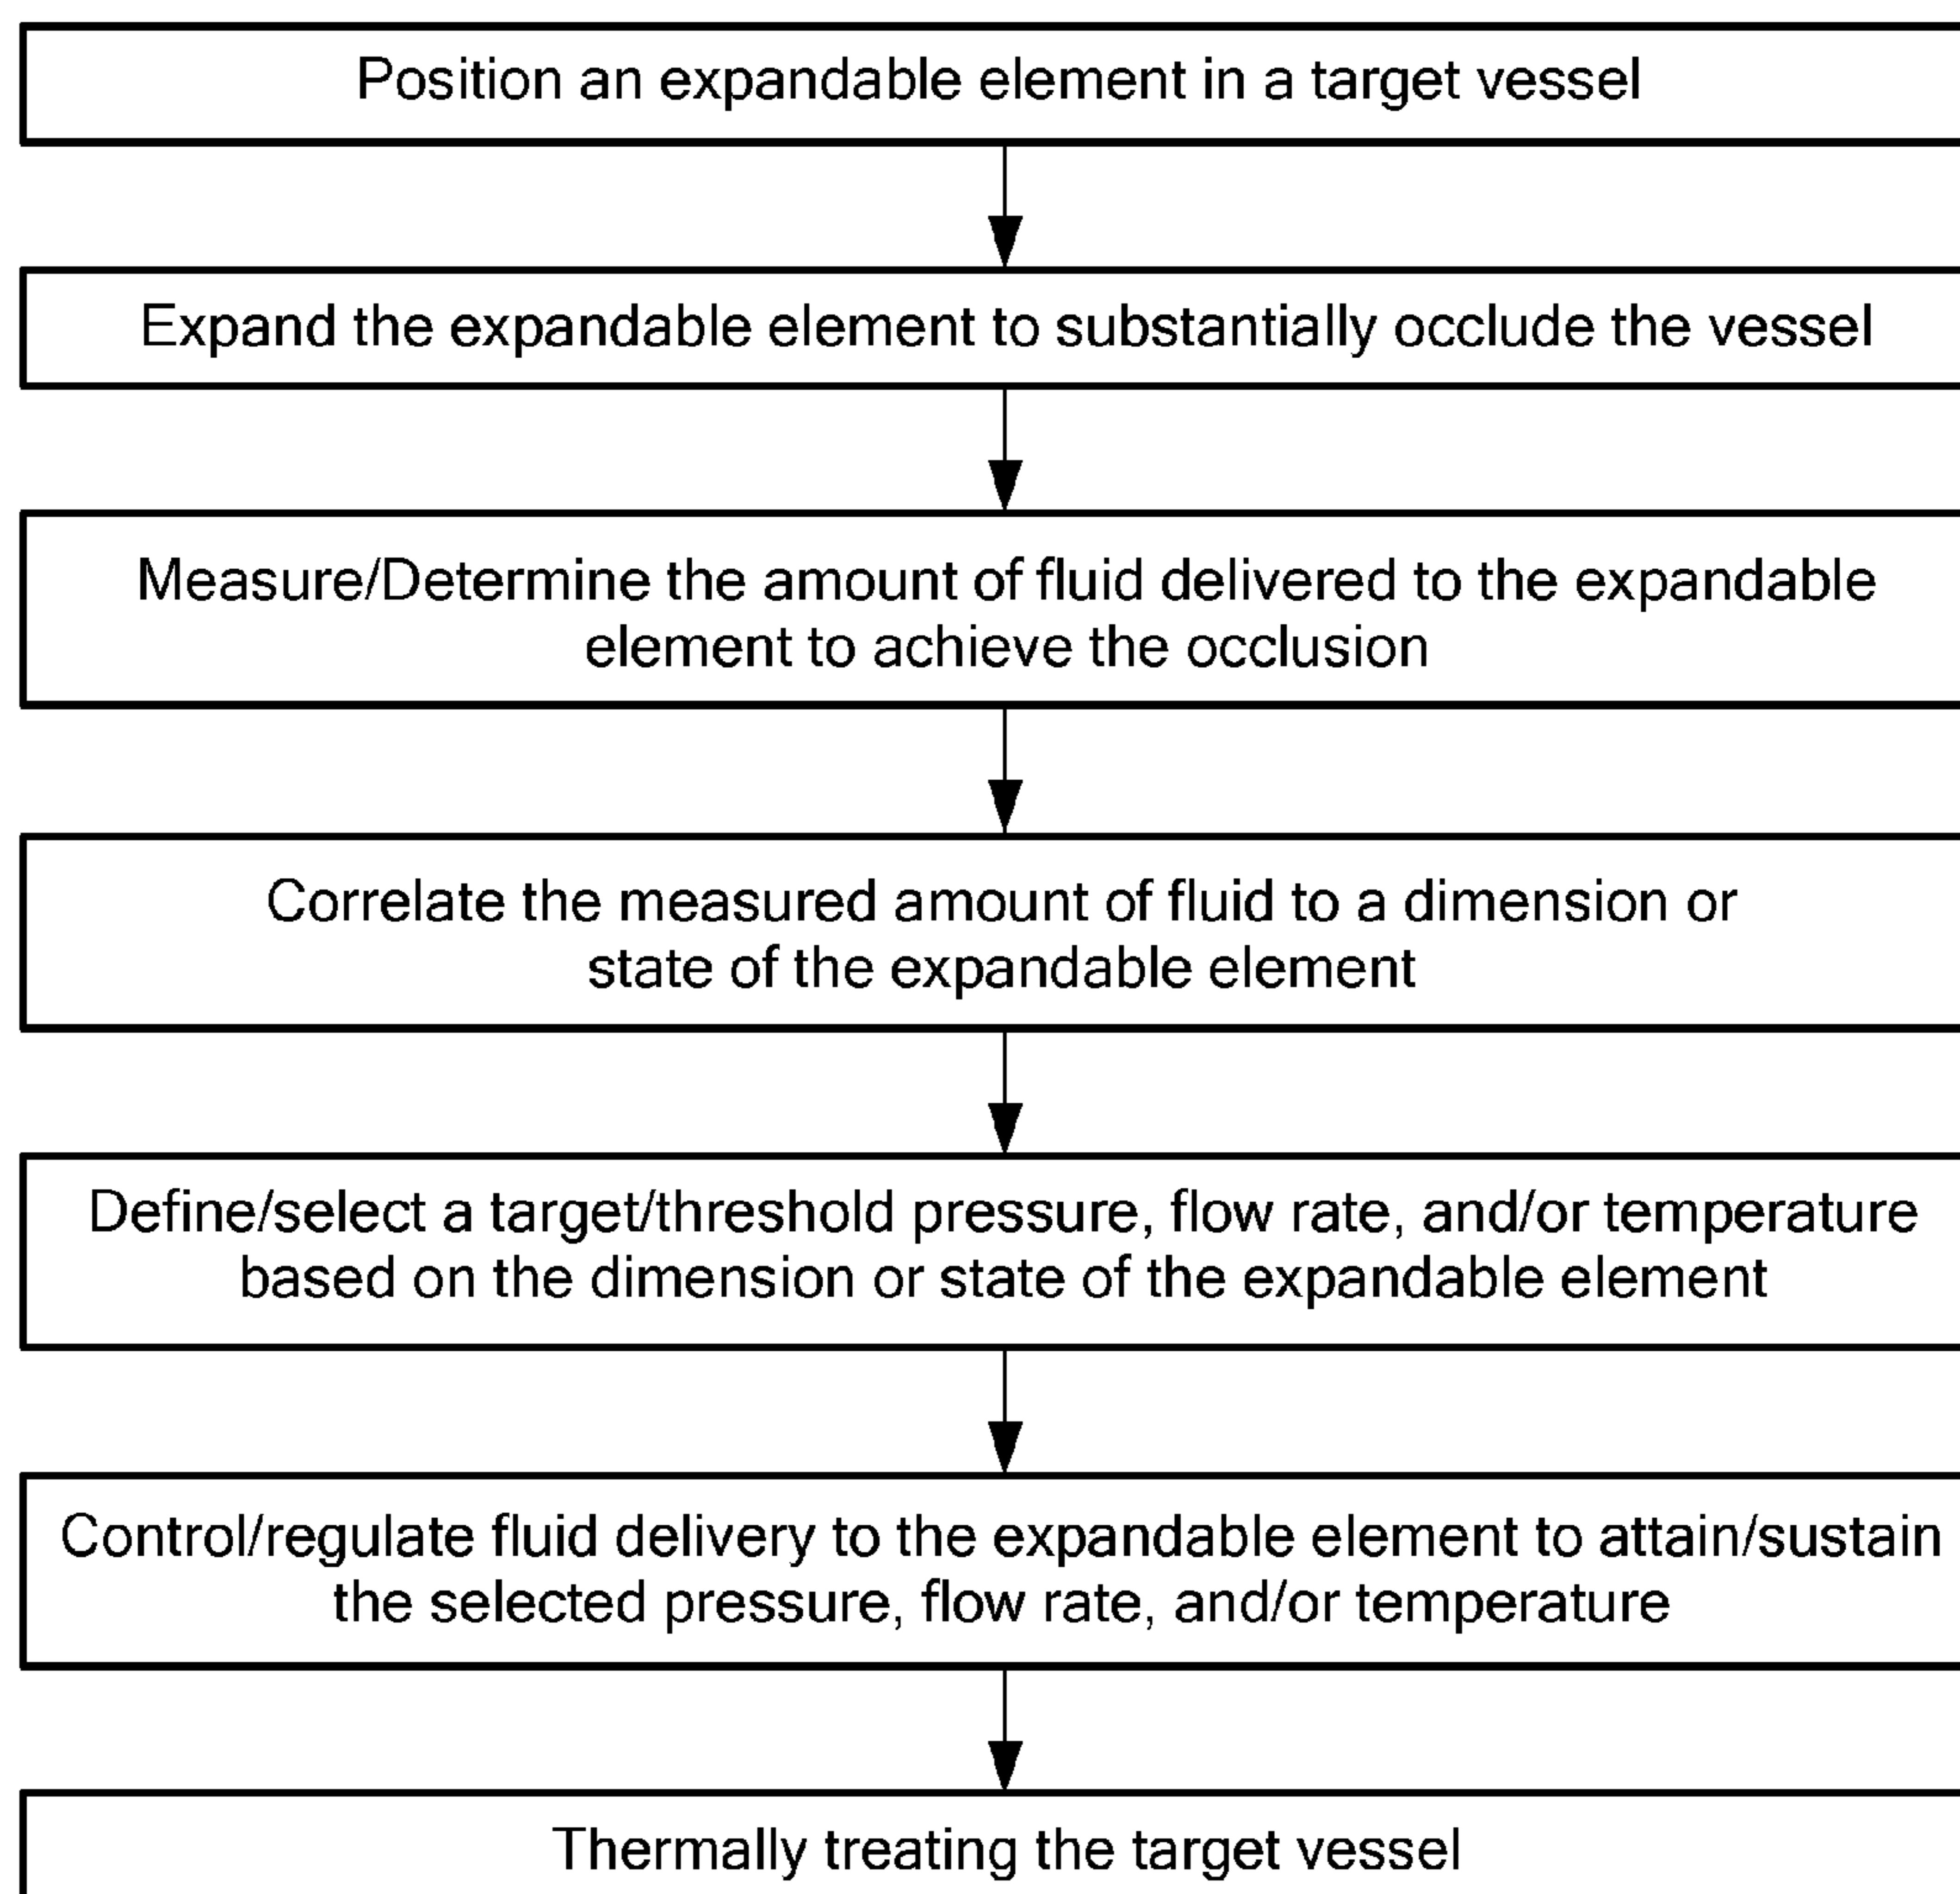 Position an expandable element in a target vessel
Expand the expandable element to substantially occlude the vessel
Measure/Determine the amount of fluid delivered to the expandable
element to achieve the occlusion
Correlate the measured amount of fluid to a dimension or
state of the expandable element
Define/select a target/threshold pressure, flow rate, and/or temperature
based on the dimension or state of the expandable element
Control/regulate fluid delivery to the expandable element to attain/sustain
the selected pressure, flow rate, and/or temperature
Thermally treating the target vessel